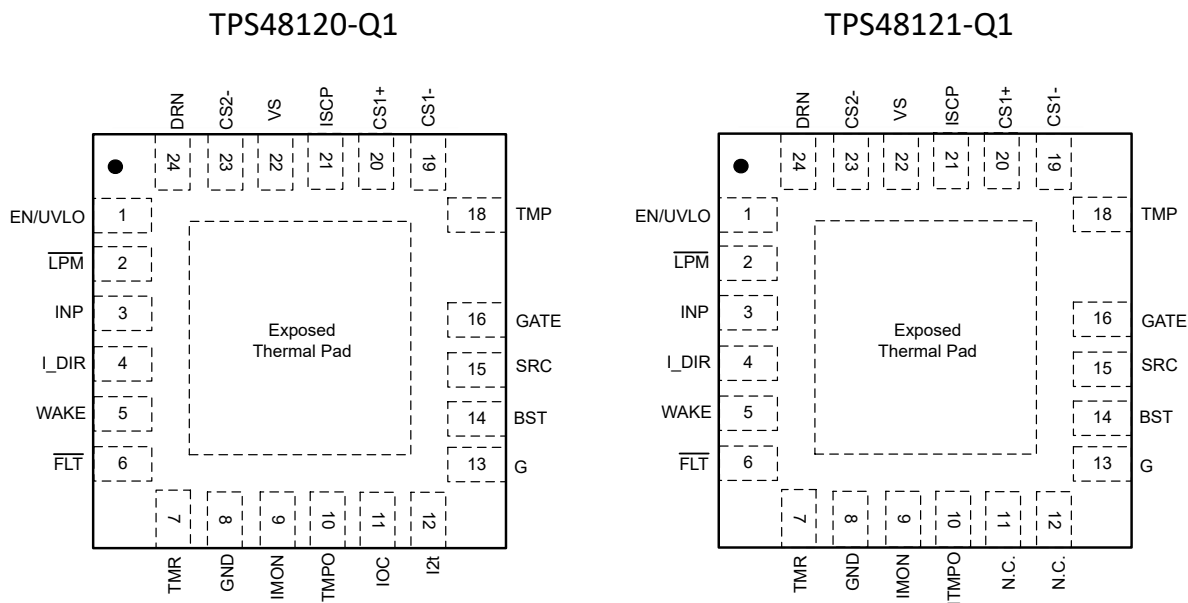 TPS48120-Q1
DRN
CS2-
VS
ISCP
CS1+
CS1-
24
23
22
21
20
19
EN/UVLO
1
LPM
2
INP
3
I_DIR
4
WAKE
5
FLT
6
18
TMP
16
GATE
15
SRC
14
BST
13
G
Exposed
Thermal Pad
7
8
9
10
11
12
TMR
GND
IMON
TMPO
IOC
I2t
TPS48121-Q1
DRN
CS2-
VS
ISCP
CS1+
CS1-
24
23
22
21
20
19
EN/UVLO
1
LPM
2
INP
3
I_DIR
4
WAKE
5
FLT
6
18
TMP
16
GATE
15
SRC
14
BST
13
G
Exposed
Thermal Pad
7
8
9
10
11
12
TMR
GND
IMON
ITMPO
N.C.
N.C.